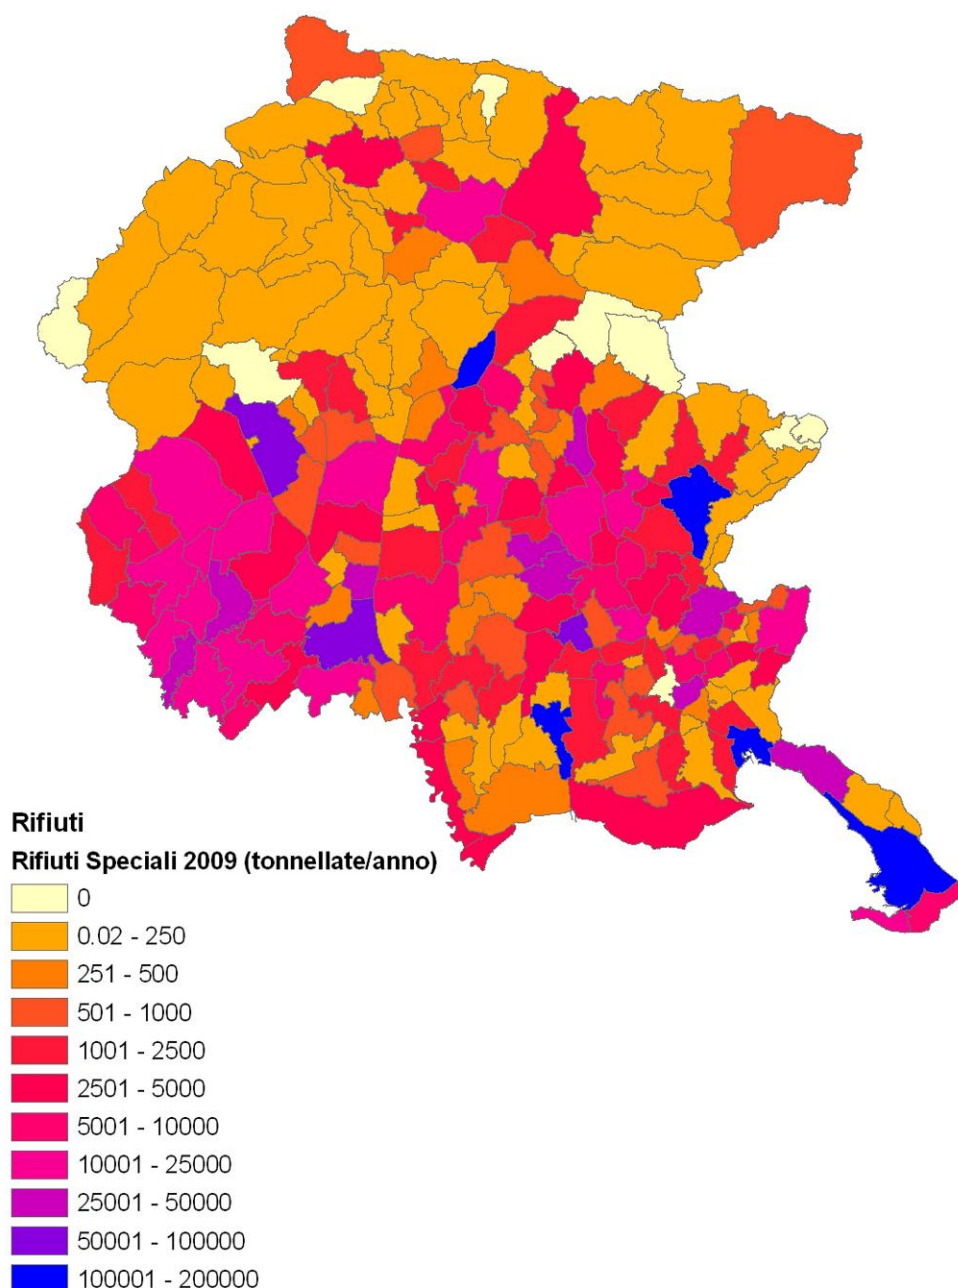 Rifiuti
Rifiuti Speciali 2009 (tonnellate/anno)
0
0.02 - 250
251 - 500
501 - 1000
1001 - 2500
2501 - 5000
5001 - 10000
10001 - 25000
25001 - 50000
50001 - 100000
100001 - 200000